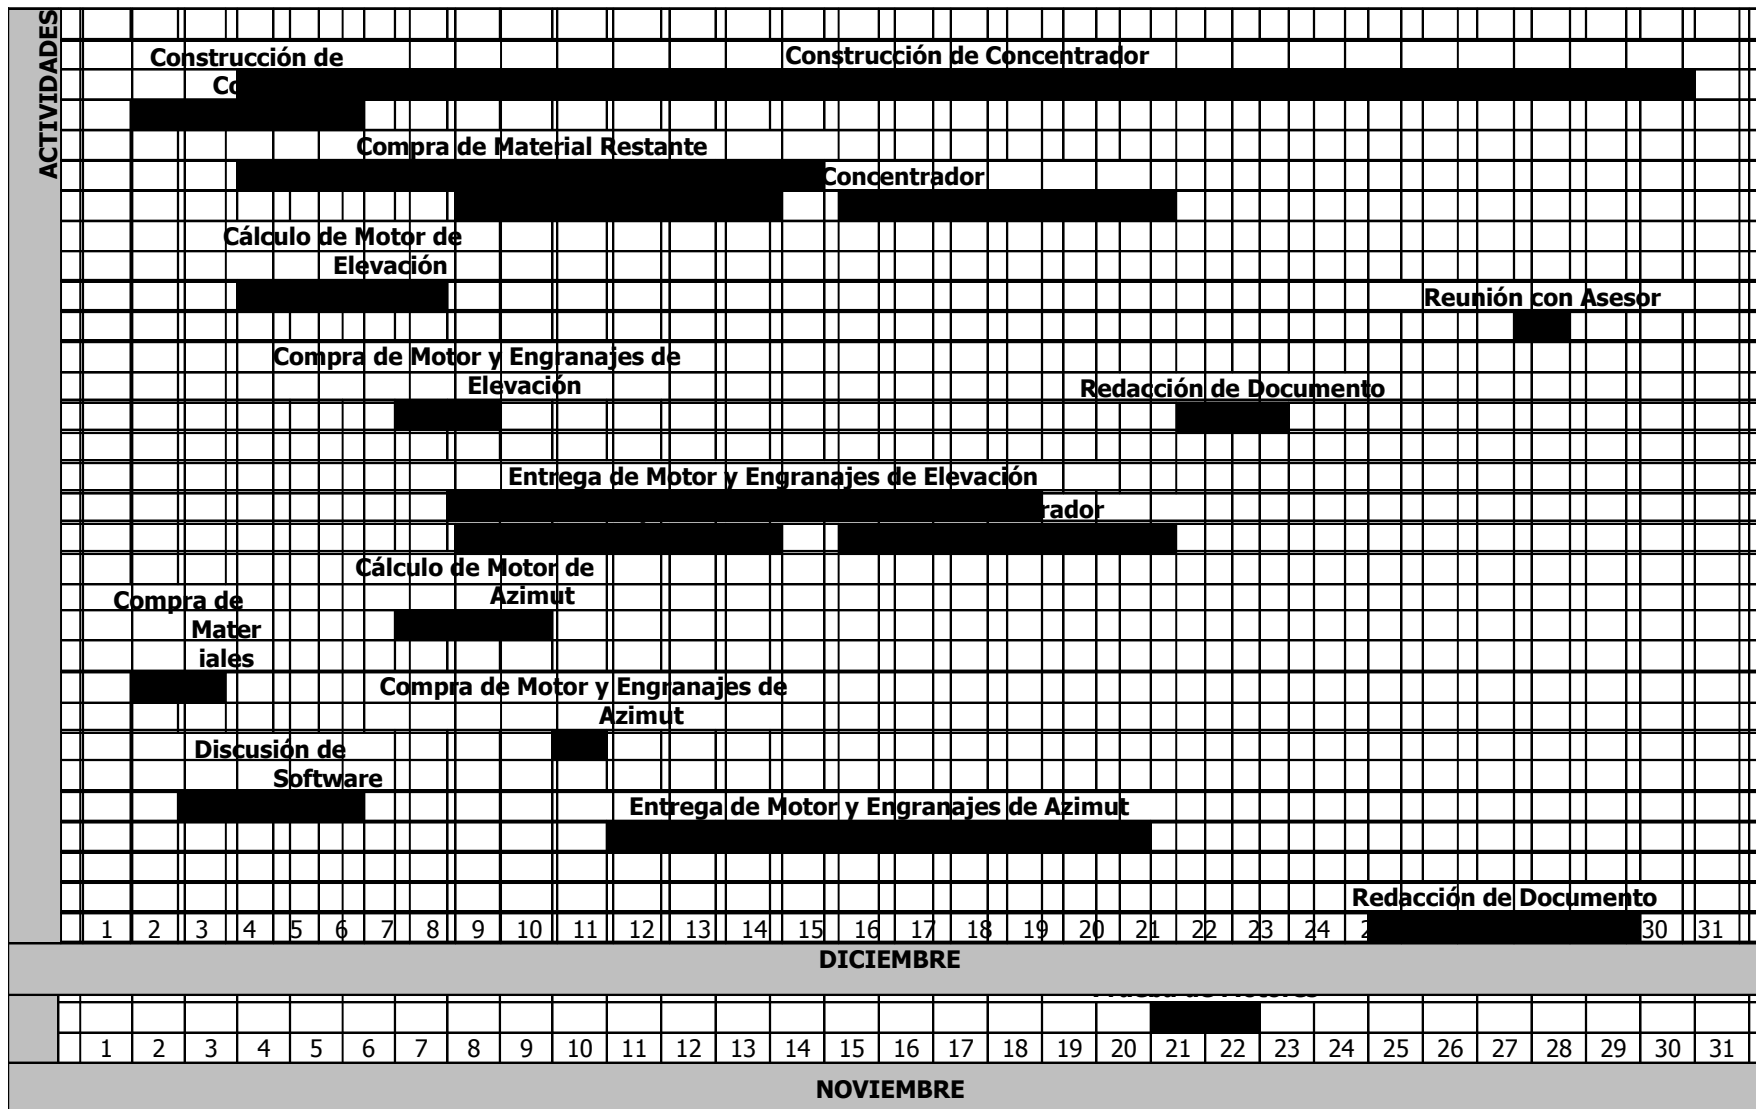 ACTIVIDADES
Construcción de
Construcción de Concentrador
Compra de Material Restante
Concentrador
Cálculo de Motor de
Elevación
Reunión con Asesor
Compra de Motor y Engranajes de
Elevación
Redacción de Documento
Entrega de Motor y Engranajes de Elevación
rador
Cálculo de Motor de
Azimut
Compra de
Mater
iales
Compra de Motor y Engranajes de
Azimut
Discusión de
Software
Entrega de Motor y Engranajes de Azimut
Redacción de Documento
1 2 3 4 5 6 7 8 9 10 11 12 13 14 15 16 17 18 19 20 21 22 23 24 30 31
DICIEMBRE
1 2 3 4 5 6 7 8 9 10 11 12 13 14 15 16 17 18 19 20 21 22 23 24 25 26 27 28 29 30 31
NOVIEMBRE